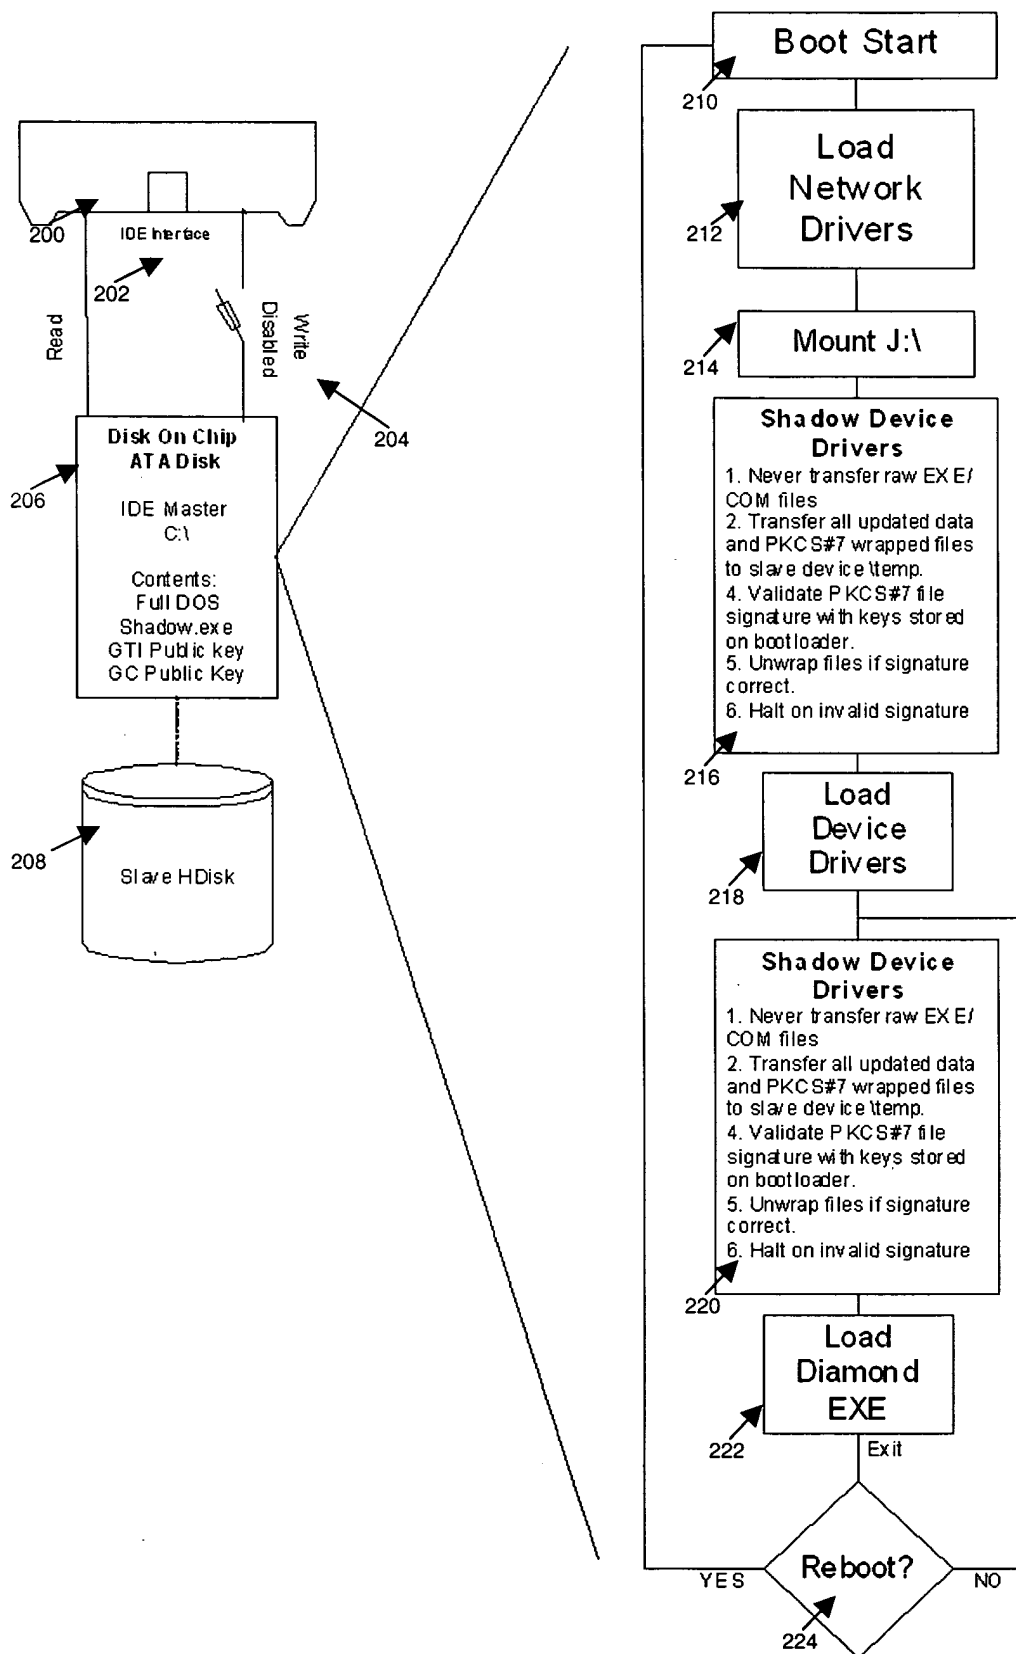 200
IDE Interface
202
Read
Write
Disabled
204
Disk On Chip
ATA Disk
IDE Master
C:\
Contents:
Full DOS
Shadow.exe
GTI Public key
GC Public Key
206
208
Slave HDisk
Boot Start
210
Load
Network
Drivers
212
Mount J:\
214
Shadow Device
Drivers
1. Never transfer raw EXE/
COM files
2. Transfer all updated data
and PKCS#7 wrapped files
to slave device \temp.
4. Validate PKCS#7 file
signature with keys stored
on bootloader.
5. Unwrap files if signature
correct.
6. Halt on invalid signature
216
Load
Device
Drivers
218
Shadow Device
Drivers
1. Never transfer raw EXE/
COM files
2. Transfer all updated data
and PKCS#7 wrapped files
to slave device \temp.
4. Validate PKCS#7 file
signature with keys stored
on bootloader.
5. Unwrap files if signature
correct.
6. Halt on invalid signature
220
Load
Diamond
EXE
222
Exit
Reboot?
YES
NO
224